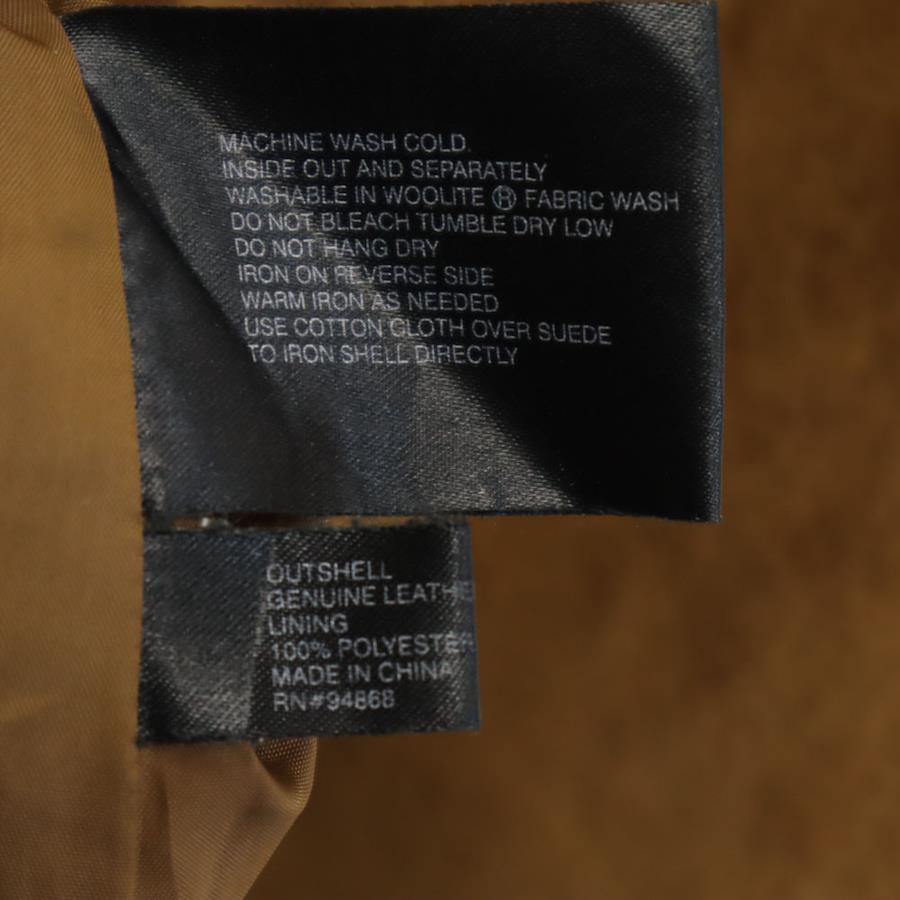 MACHINE WASH COLD.
INSIDE OUT AND SEPARATELY
WASHABLE IN WOOLITE ® FABRIC WASH
DO NOT BLEACH TUMBLE DRY LOW
DO NOT HANG DRY
IRON ON REVERSE SIDE
WARM IRON AS NEEDED
USE COTTON CLOTH OVER SUEDE
TO IRON SHELL DIRECTLY
OUTSHELL
GENUINE LEATHE
LINING
100% POLYESTER
MADE IN CHINA
RN#94868